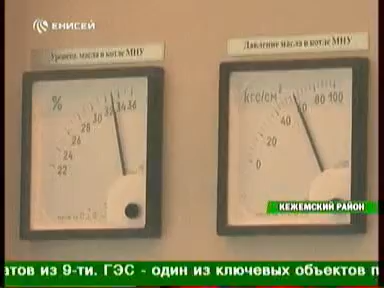 ЕНИСЕЙ
Уровень масла в котле МНУ
Давление масла в котле МНУ
%
22 24 26 28 30 32 34 36
кгс/см²
0 20 40 60 80 100
КЕЖЕМСКИЙ РАЙОН
атов из 9-ти. ГЭС - один из ключевых объектов п